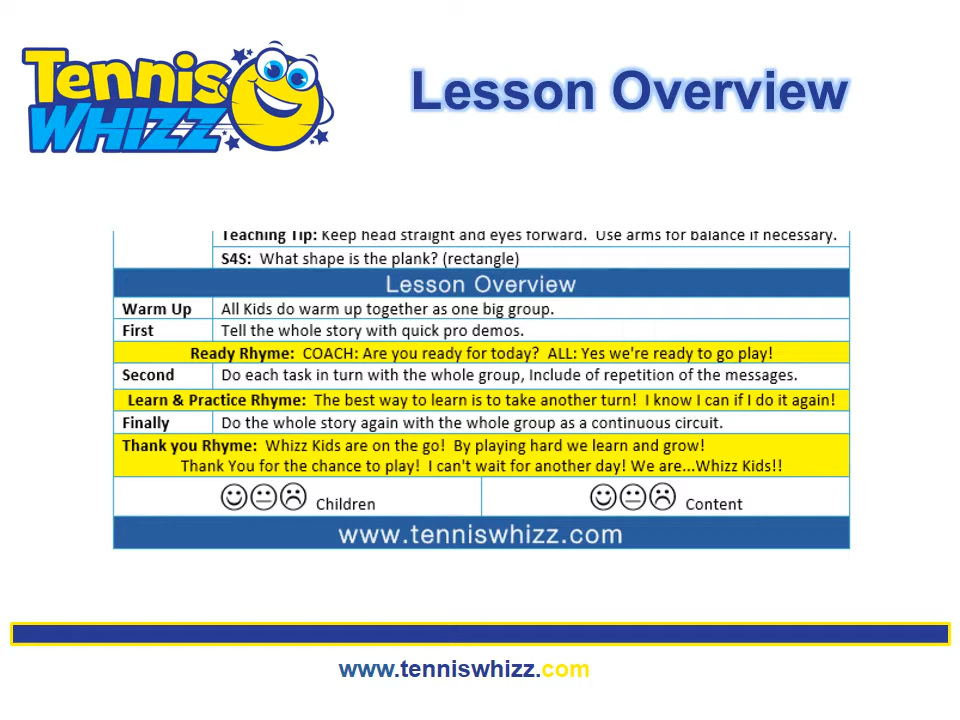 Tennis
WHIZZ
Lesson Overview
Teaching Tip: Keep head straight and eyes forward. Use arms for balance if necessary.
S4S: What shape is the plank? (rectangle)
Lesson Overview
Warm Up All Kids do warm up together as one big group.
First Tell the whole story with quick pro demos.
Ready Rhyme: COACH: Are you ready for today? ALL: Yes we're ready to go play!
Second Do each task in turn with the whole group, Include of repetition of the messages.
Learn & Practice Rhyme: The best way to learn is to take another turn! I know I can if I do it again!
Finally Do the whole story again with the whole group as a continuous circuit.
Thank you Rhyme: Whizz Kids are on the go! By playing hard we learn and grow!
Thank You for the chance to play! I can't wait for another day! We are...Whizz Kids!!
Children Content
www.tenniswhizz.com
www.tenniswhizz.com